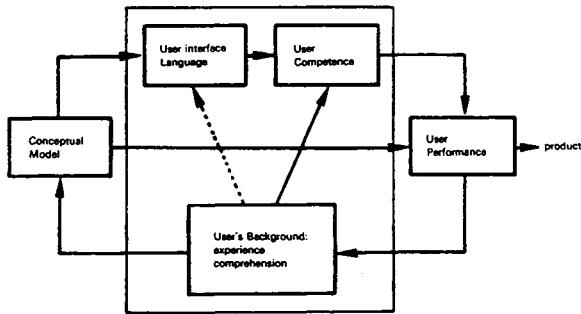 User interface
Language
User
Competence
Conceptual
Model
User
Performance
product
User's Background:
experience
comprehension